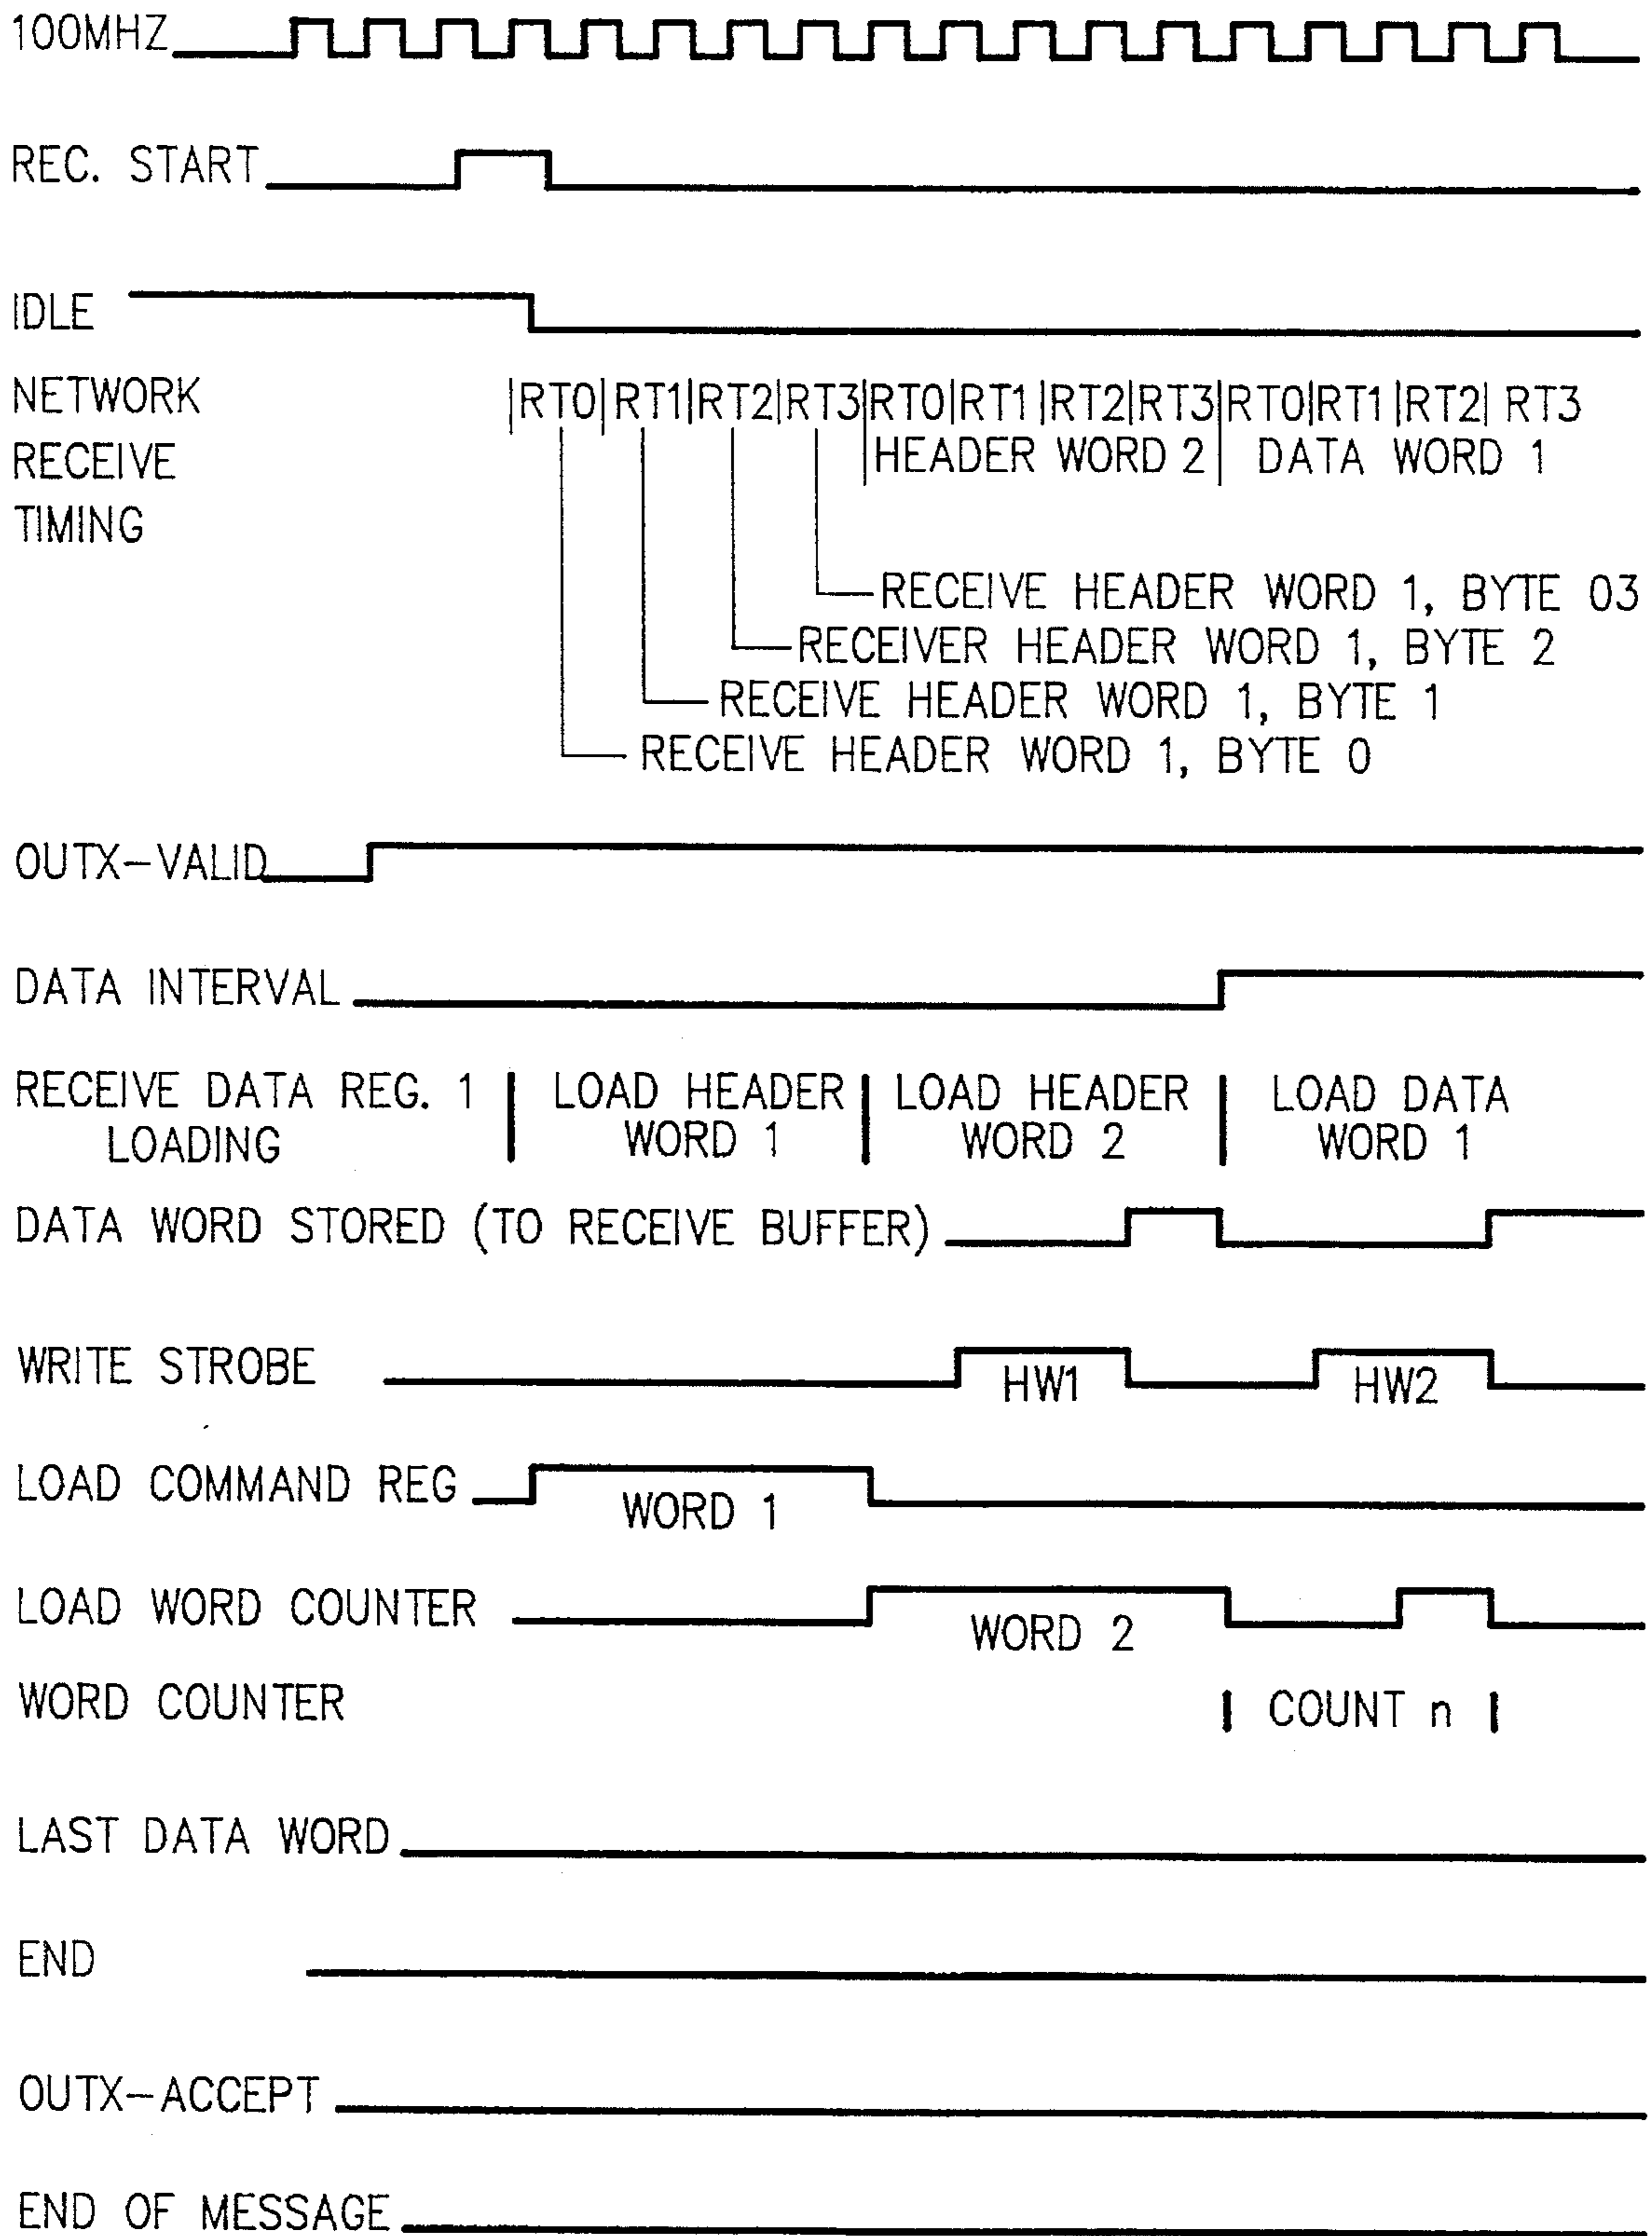 100MHZ
REC. START
IDLE
NETWORK
RECEIVE
TIMING
|RT0| RT1|RT2|RT3|RT0|RT1 |RT2|RT3|RT0|RT1 |RT2| RT3
HEADER WORD 2 DATA WORD 1
RECEIVE HEADER WORD 1, BYTE 03
RECEIVER HEADER WORD 1, BYTE 2
RECEIVE HEADER WORD 1, BYTE 1
RECEIVE HEADER WORD 1, BYTE 0
OUTX-VALID
DATA INTERVAL
RECEIVE DATA REG. 1
LOADING
LOAD HEADER
WORD 1
LOAD HEADER
WORD 2
LOAD DATA
WORD 1
DATA WORD STORED (TO RECEIVE BUFFER)
WRITE STROBE
HW1
HW2
LOAD COMMAND REG
WORD 1
LOAD WORD COUNTER
WORD 2
WORD COUNTER
COUNT n
LAST DATA WORD
END
OUTX-ACCEPT
END OF MESSAGE